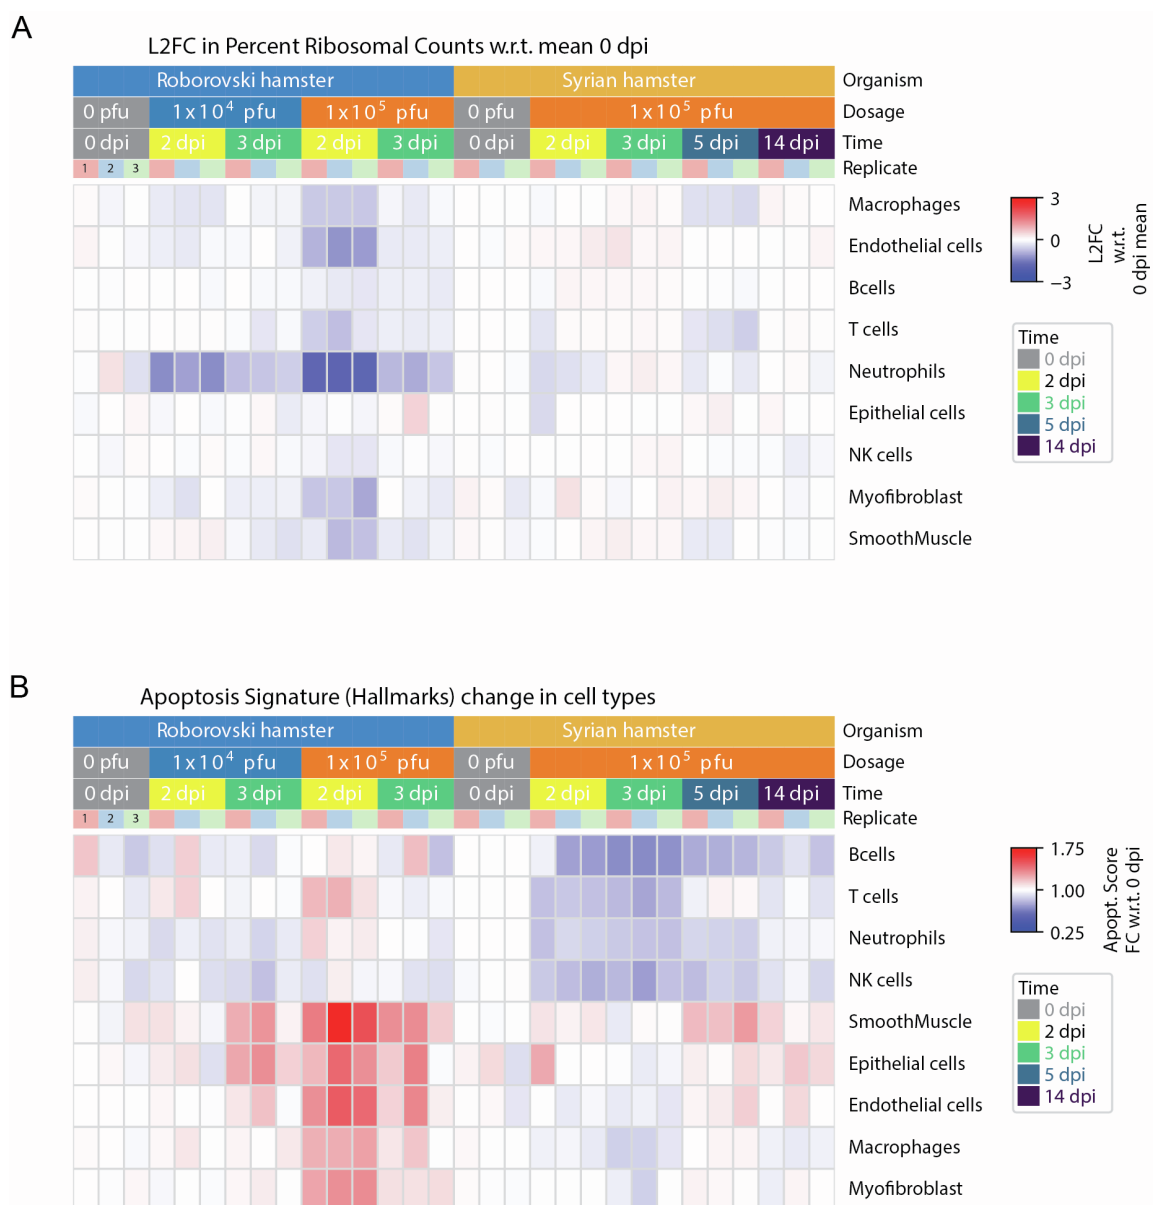 A
L2FC in Percent Ribosomal Counts w.r.t. mean 0 dpi
Roborovski hamster Syrian hamster Organism
0 pfu 1x10⁴ pfu 1x10⁵ pfu 0 pfu 1x10⁵ pfu Dosage
0 dpi 2 dpi 3 dpi 2 dpi 3 dpi 0 dpi 2 dpi 3 dpi 5 dpi 14 dpi Time
1 2 3 Replicate
Macrophages
Endothelial cells
Bcells
T cells
Neutrophils
Epithelial cells
NK cells
Myofibroblast
SmoothMuscle
3
0
−3
L2FC
w.r.t.
0 dpi mean
Time
0 dpi
2 dpi
3 dpi
5 dpi
14 dpi
B
Apoptosis Signature (Hallmarks) change in cell types
Roborovski hamster Syrian hamster Organism
0 pfu 1x10⁴ pfu 1x10⁵ pfu 0 pfu 1x10⁵ pfu Dosage
0 dpi 2 dpi 3 dpi 2 dpi 3 dpi 0 dpi 2 dpi 3 dpi 5 dpi 14 dpi Time
1 2 3 Replicate
Bcells
T cells
Neutrophils
NK cells
SmoothMuscle
Epithelial cells
Endothelial cells
Macrophages
Myofibroblast
1.75
1.00
0.25
Apopt. Score
FC w.r.t. 0 dpi
Time
0 dpi
2 dpi
3 dpi
5 dpi
14 dpi